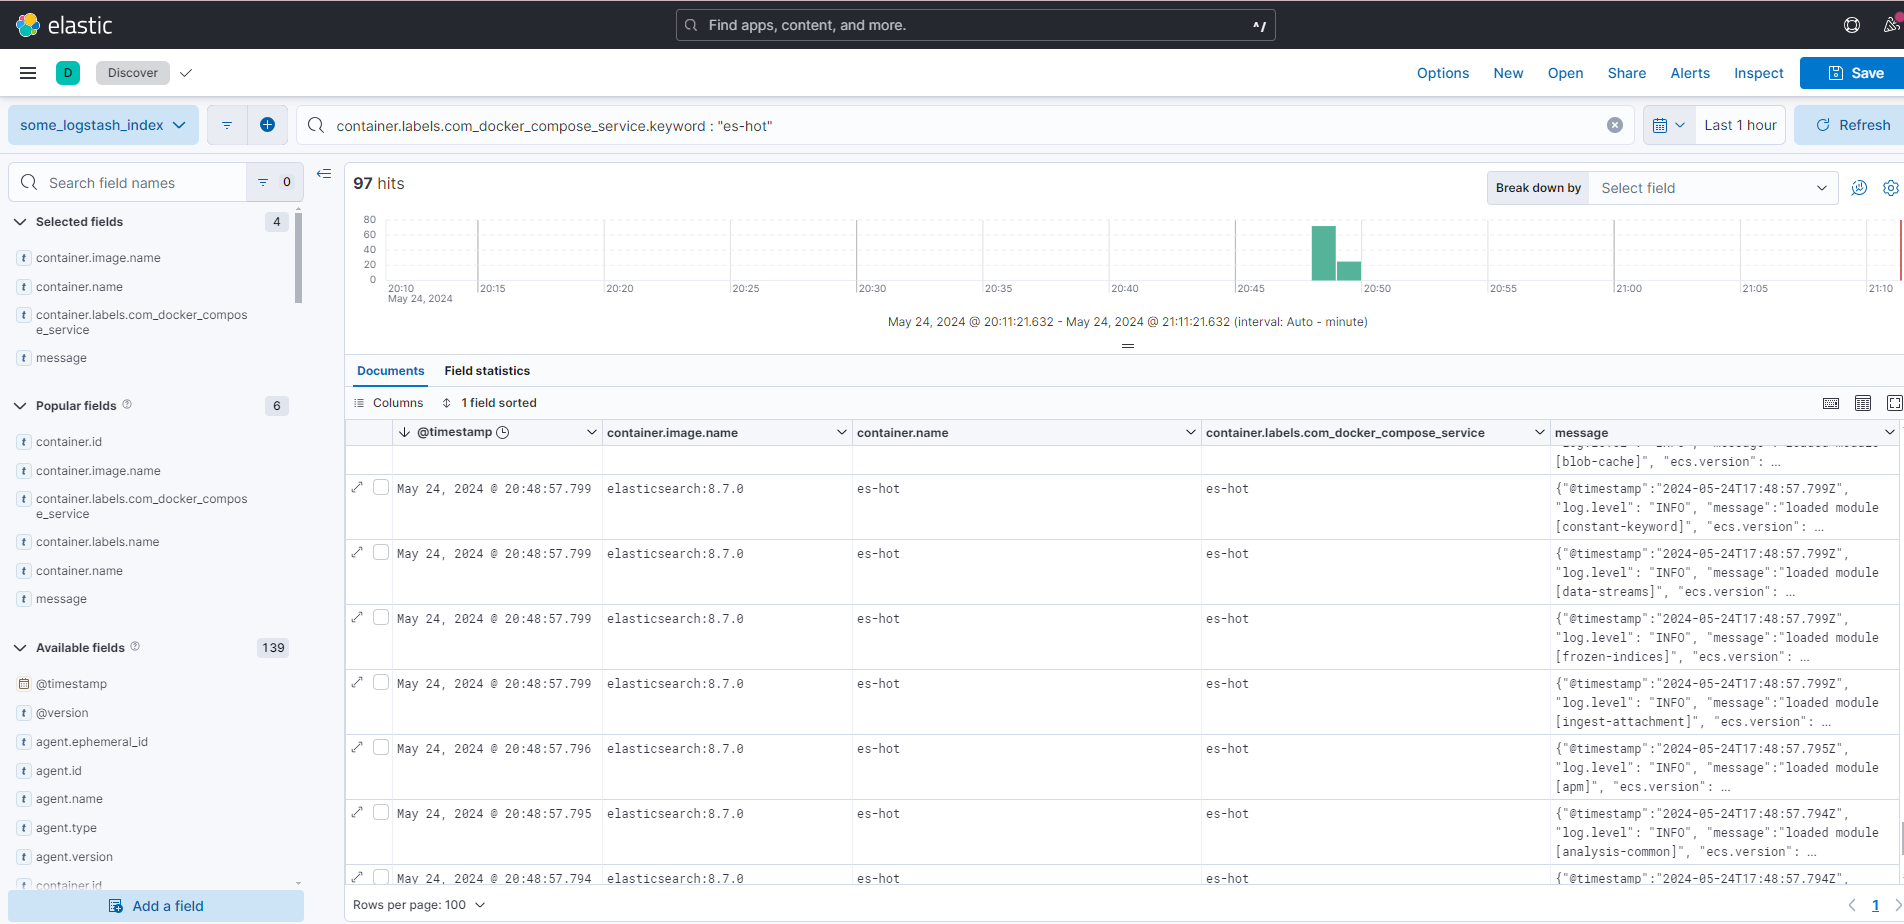 elastic
Find apps, content, and more.
^/
D
Discover
Options
New
Open
Share
Alerts
Inspect
Save
some_logstash_index
container.labels.com_docker_compose_service.keyword : "es-hot"
Last 1 hour
Refresh
Search field names
0
Selected fields
4
t container.image.name
t container.name
t container.labels.com_docker_compos
e_service
t message
Popular fields
6
t container.id
t container.image.name
t container.labels.com_docker_compos
e_service
t container.labels.name
t container.name
t message
Available fields
139
@timestamp
t @version
t agent.ephemeral_id
t agent.id
t agent.name
t agent.type
t agent.version
t container.id
Add a field
97 hits
Break down by
Select field
80
60
40
20
0
20:10
May 24, 2024
20:15
20:20
20:25
20:30
20:35
20:40
20:45
20:50
20:55
21:00
21:05
21:10
May 24, 2024 @ 20:11:21.632 - May 24, 2024 @ 21:11:21.632 (interval: Auto - minute)
Documents
Field statistics
Columns
1 field sorted
@timestamp
container.image.name
container.name
container.labels.com_docker_compose_service
message
"log.level": "INFO", "message":"loaded module
[blob-cache]", "ecs.version": ...
May 24, 2024 @ 20:48:57.799 elasticsearch:8.7.0 es-hot es-hot {"@timestamp":"2024-05-24T17:48:57.799Z",
"log.level": "INFO", "message":"loaded module
[constant-keyword]", "ecs.version": ...
May 24, 2024 @ 20:48:57.799 elasticsearch:8.7.0 es-hot es-hot {"@timestamp":"2024-05-24T17:48:57.799Z",
"log.level": "INFO", "message":"loaded module
[data-streams]", "ecs.version": ...
May 24, 2024 @ 20:48:57.799 elasticsearch:8.7.0 es-hot es-hot {"@timestamp":"2024-05-24T17:48:57.799Z",
"log.level": "INFO", "message":"loaded module
[frozen-indices]", "ecs.version": ...
May 24, 2024 @ 20:48:57.799 elasticsearch:8.7.0 es-hot es-hot {"@timestamp":"2024-05-24T17:48:57.799Z",
"log.level": "INFO", "message":"loaded module
[ingest-attachment]", "ecs.version": ...
May 24, 2024 @ 20:48:57.796 elasticsearch:8.7.0 es-hot es-hot {"@timestamp":"2024-05-24T17:48:57.795Z",
"log.level": "INFO", "message":"loaded module
[apm]", "ecs.version": ...
May 24, 2024 @ 20:48:57.795 elasticsearch:8.7.0 es-hot es-hot {"@timestamp":"2024-05-24T17:48:57.794Z",
"log.level": "INFO", "message":"loaded module
[analysis-common]", "ecs.version": ...
May 24, 2024 @ 20:48:57.794 elasticsearch:8.7.0 es-hot es-hot {"@timestamp":"2024-05-24T17:48:57.794Z",
Rows per page: 100
1